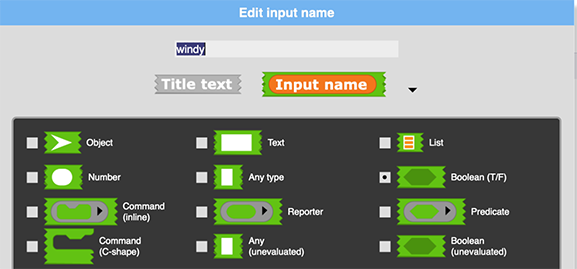 Edit input name
windy
Title text Input name
Object Text List
Number Any type Boolean (T/F)
Command
(inline) Reporter Predicate
Command
(C-shape) Any
(unevaluated) Boolean
(unevaluated)